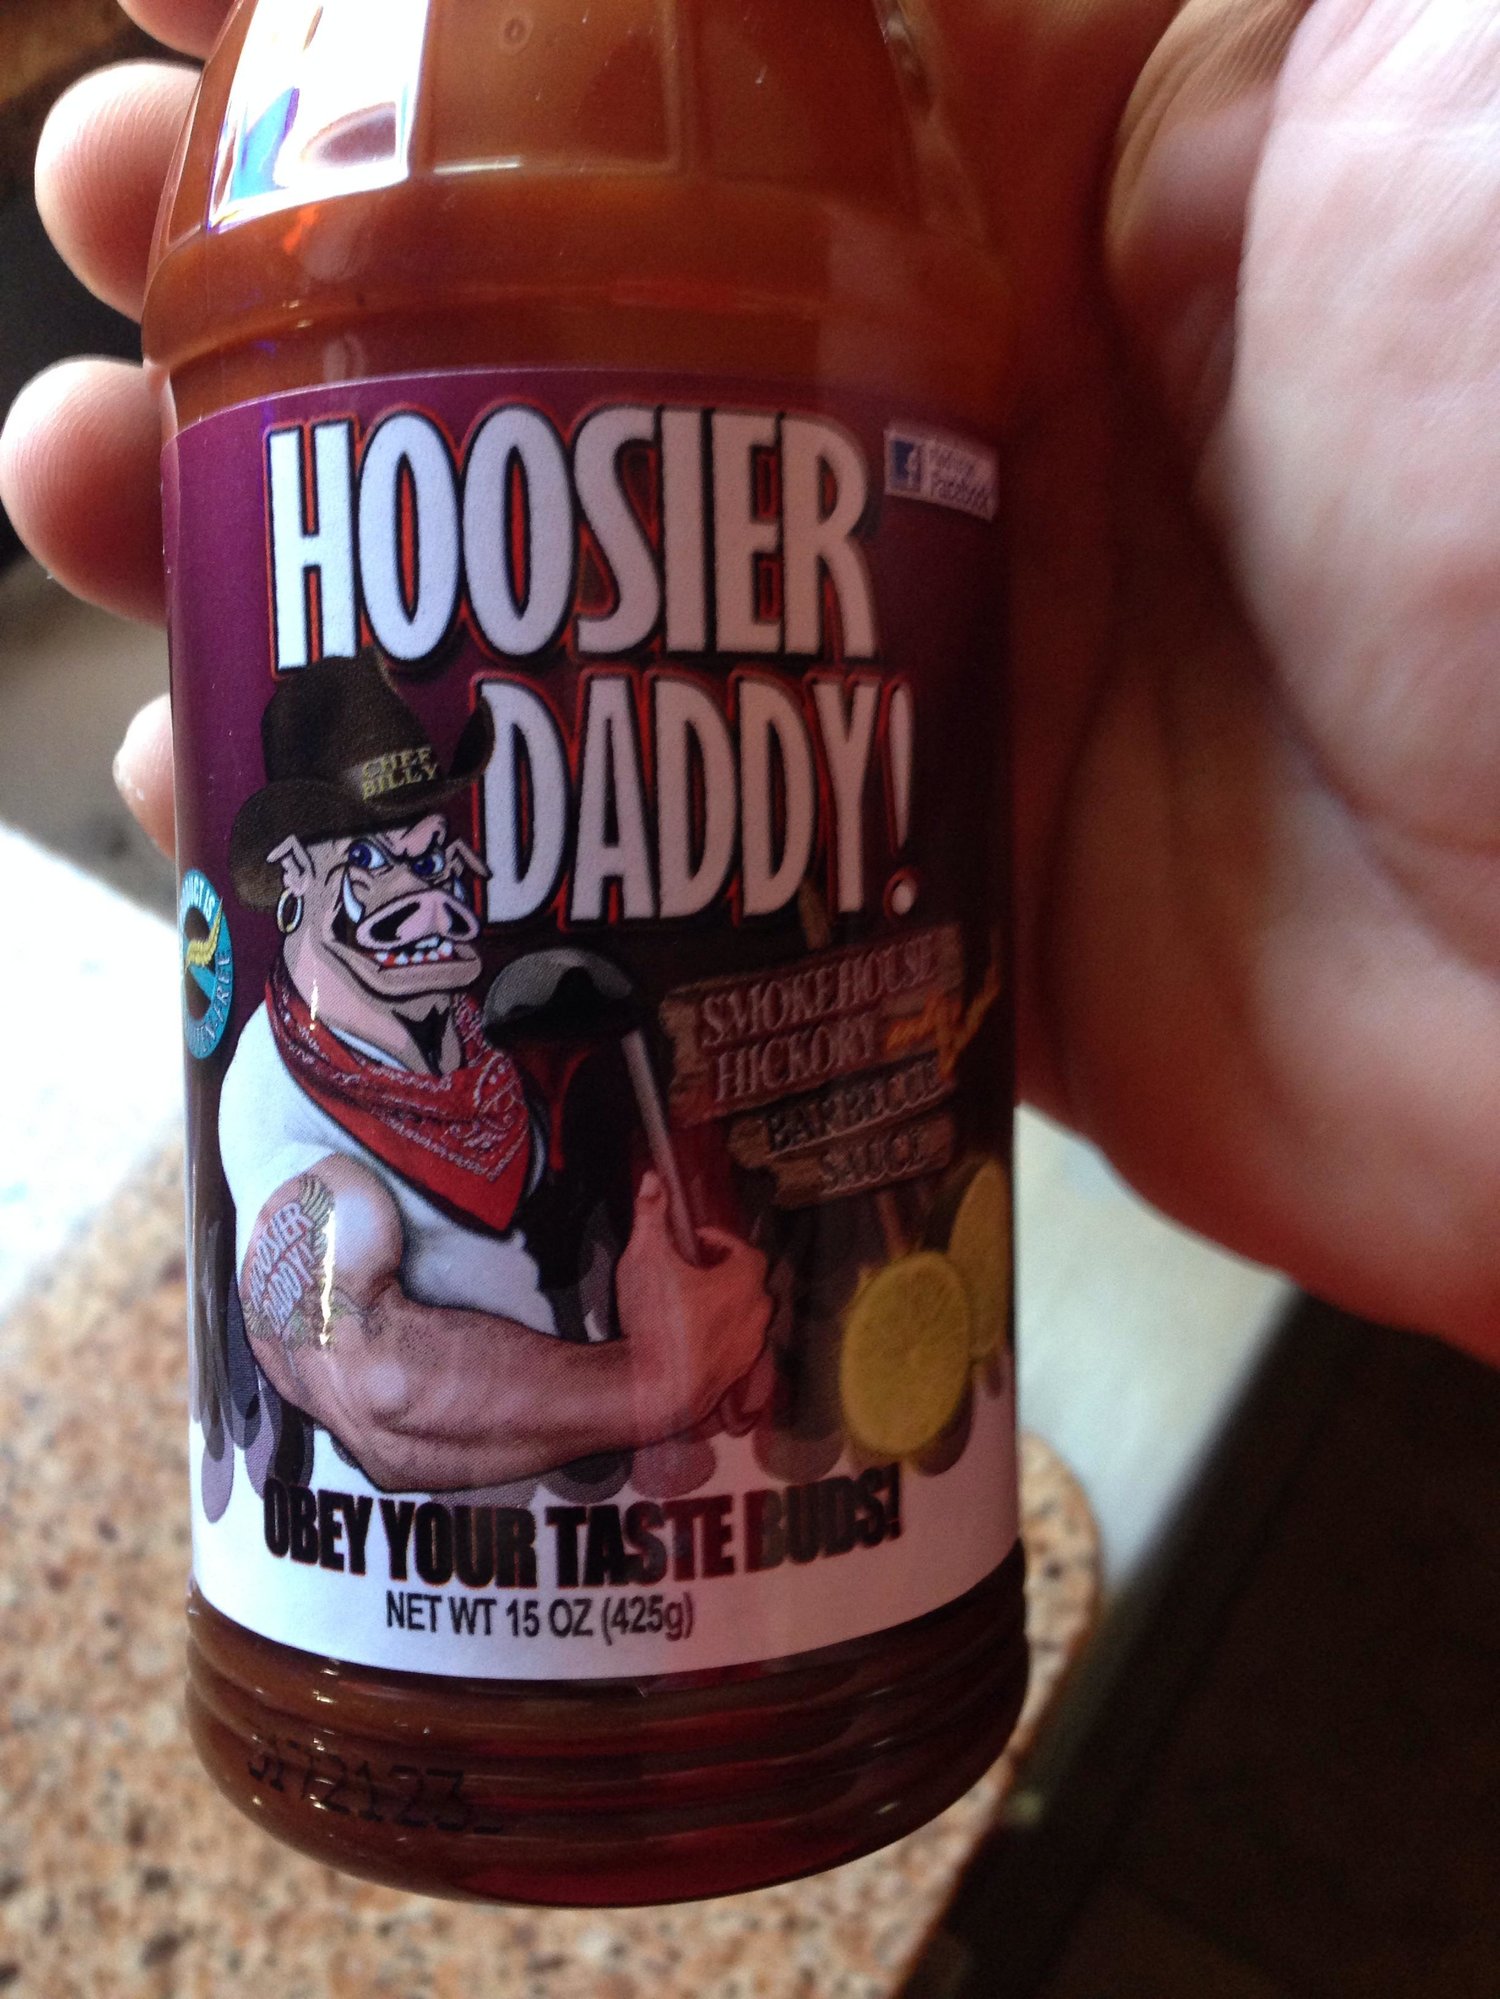 HOOSIER
Facebook
DADDY!
CHEF
BILLY
SMOKEHOUSE
HICKORY
BARBECUE
SAUCE
HOOSIER
DADDY!
OBEY YOUR TASTE BUDS!
NET WT 15 OZ (425g)